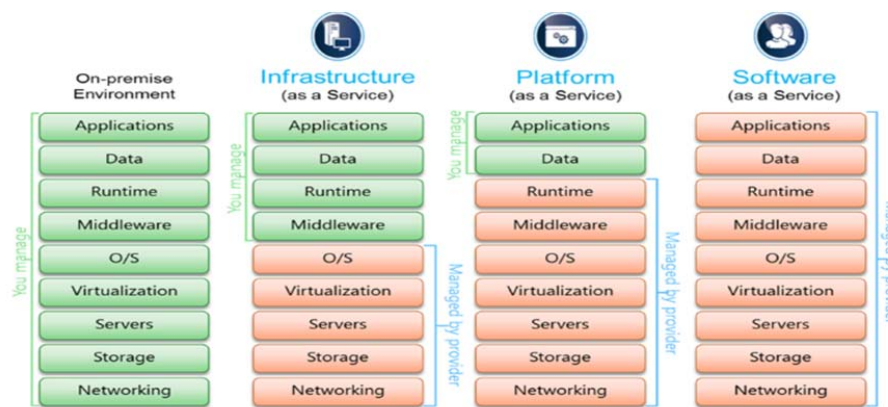 On-premise
Environment
You manage
Applications
Data
Runtime
Middleware
O/S
Virtualization
Servers
Storage
Networking
Infrastructure
(as a Service)
You manage
Applications
Data
Runtime
Middleware
O/S
Virtualization
Servers
Storage
Networking
Managed by provider
Platform
(as a Service)
You manage
Applications
Data
Runtime
Middleware
O/S
Virtualization
Servers
Storage
Networking
Managed by provider
Software
(as a Service)
Applications
Data
Runtime
Middleware
O/S
Virtualization
Servers
Storage
Networking